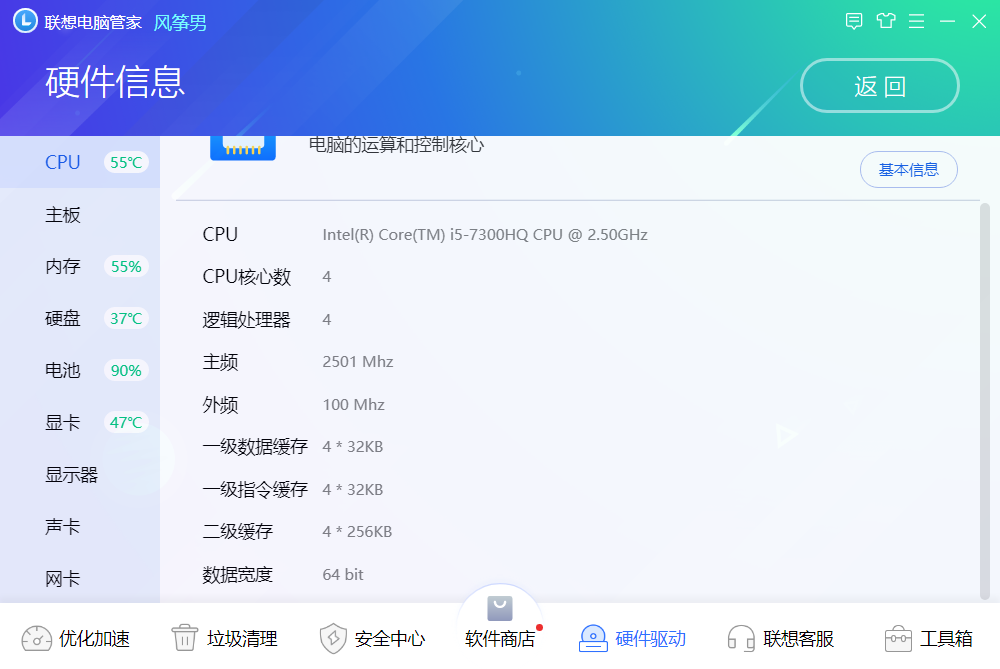 联想电脑管家 风筝男
硬件信息
返回
电脑的运算和控制核心
基本信息
CPU 55℃
主板
内存 55%
硬盘 37℃
电池 90%
显卡 47℃
显示器
声卡
网卡
CPU Intel(R) Core(TM) i5-7300HQ CPU @ 2.50GHz
CPU核心数 4
逻辑处理器 4
主频 2501 Mhz
外频 100 Mhz
一级数据缓存 4 * 32KB
一级指令缓存 4 * 32KB
二级缓存 4 * 256KB
数据宽度 64 bit
优化加速 垃圾清理 安全中心 软件商店 硬件驱动 联想客服 工具箱